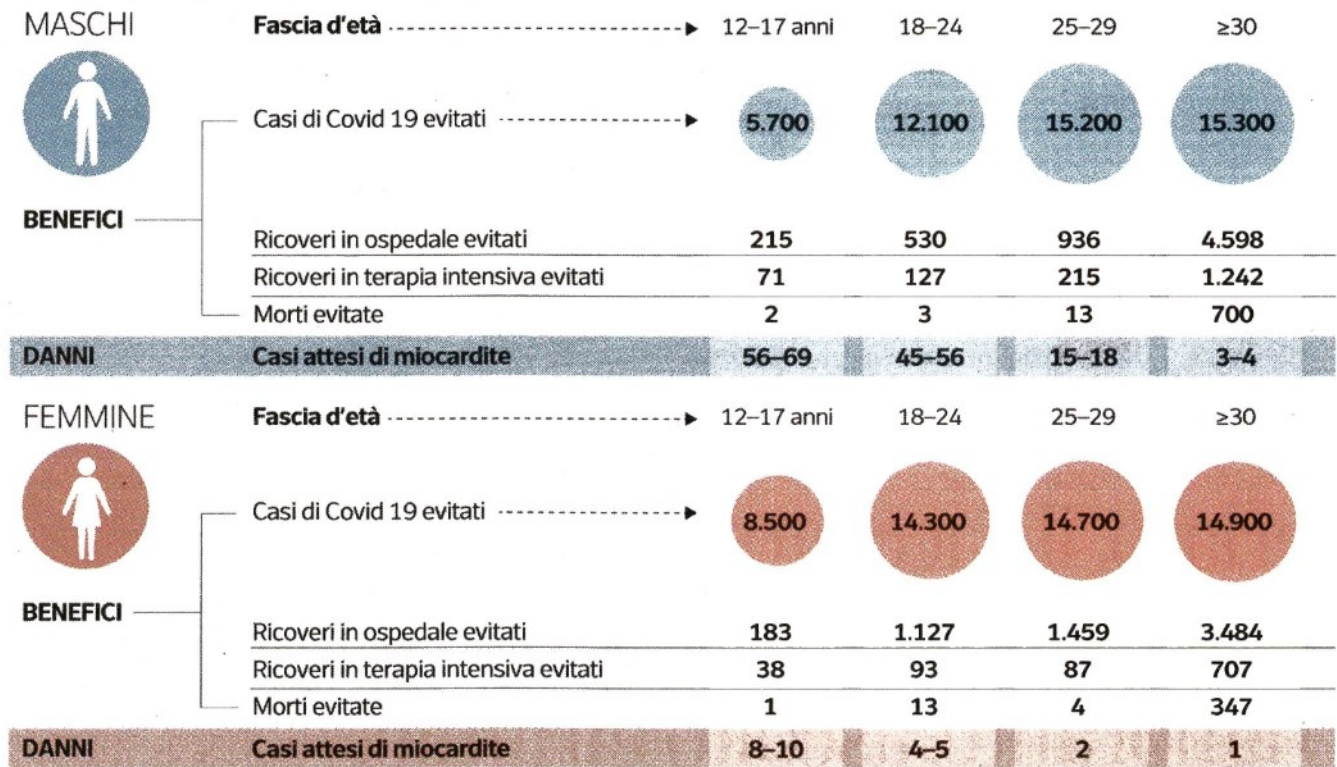 MASCHI Fascia d'età 12–17 anni 18–24 25–29 ≥30
Casi di Covid 19 evitati 5.700 12.100 15.200 15.300
BENEFICI
Ricoveri in ospedale evitati 215 530 936 4.598
Ricoveri in terapia intensiva evitati 71 127 215 1.242
Morti evitate 2 3 13 700
DANNI Casi attesi di miocardite 56–69 45–56 15–18 3–4
FEMMINE Fascia d'età 12–17 anni 18–24 25–29 ≥30
Casi di Covid 19 evitati 8.500 14.300 14.700 14.900
BENEFICI
Ricoveri in ospedale evitati 183 1.127 1.459 3.484
Ricoveri in terapia intensiva evitati 38 93 87 707
Morti evitate 1 13 4 347
DANNI Casi attesi di miocardite 8–10 4–5 2 1